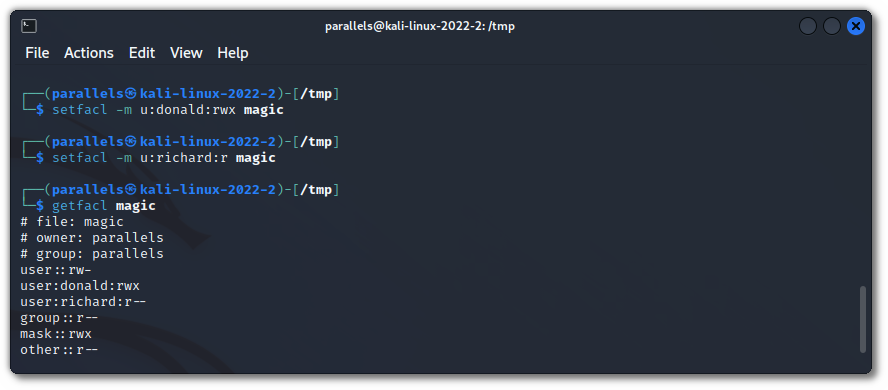 parallels@kali-linux-2022-2: /tmp
File Actions Edit View Help
┌──(parallels㉿kali-linux-2022-2)-[/tmp]
└─$ setfacl -m u:donald:rwx magic
┌──(parallels㉿kali-linux-2022-2)-[/tmp]
└─$ setfacl -m u:richard:r magic
┌──(parallels㉿kali-linux-2022-2)-[/tmp]
└─$ getfacl magic
# file: magic
# owner: parallels
# group: parallels
user::rw-
user:donald:rwx
user:richard:r--
group::r--
mask::rwx
other::r--